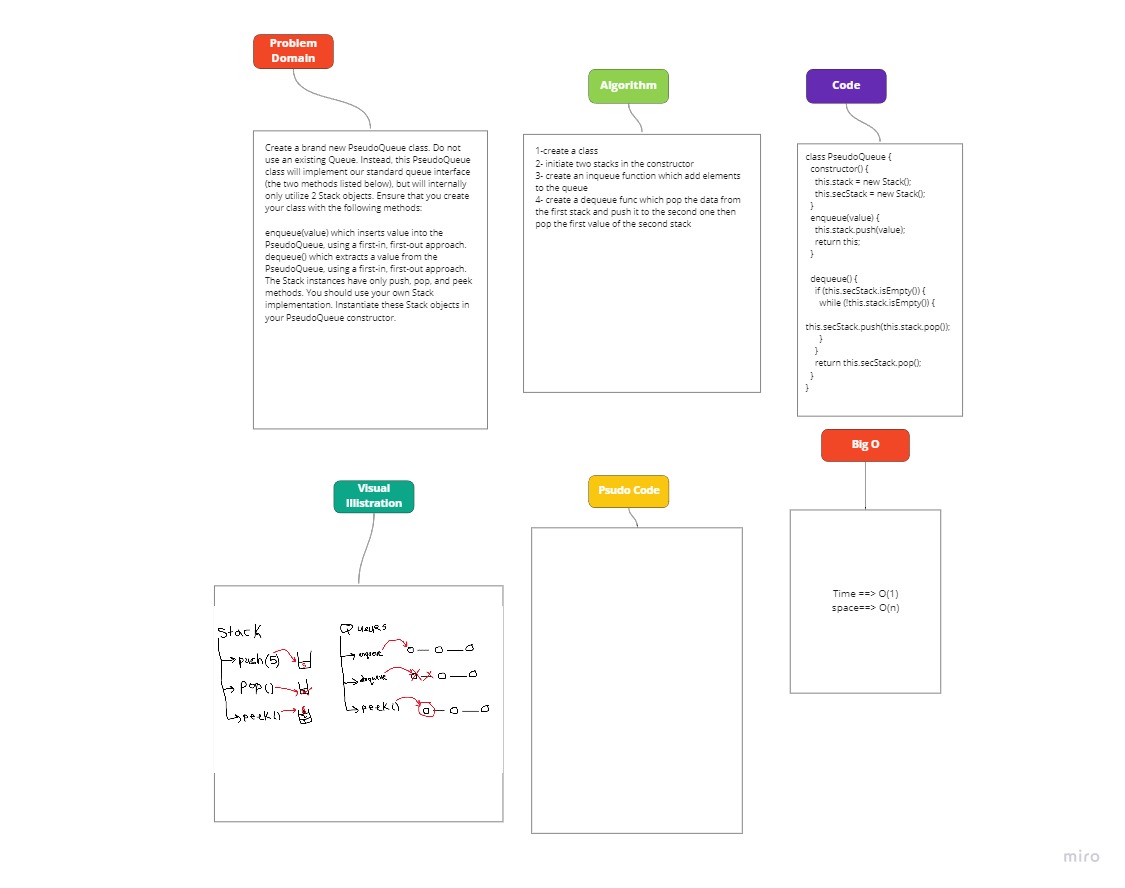 Problem
Domain
Create a brand new PseudoQueue class. Do not
use an existing Queue. Instead, this PseudoQueue
class will implement our standard queue interface
(the two methods listed below), but will internally
only utilize 2 Stack objects. Ensure that you create
your class with the following methods:
enqueue(value) which inserts value into the
PseudoQueue, using a first-in, first-out approach.
dequeue() which extracts a value from the
PseudoQueue, using a first-in, first-out approach.
The Stack instances have only push, pop, and peek
methods. You should use your own Stack
implementation. Instantiate these Stack objects in
your PseudoQueue constructor.
Algorithm
1-create a class
2- initiate two stacks in the constructor
3- create an inqueue function which add elements
to the queue
4- create a dequeue func which pop the data from
the first stack and push it to the second one then
pop the first value of the second stack
Code
class PseudoQueue {
constructor() {
this.stack = new Stack();
this.secStack = new Stack();
}
enqueue(value) {
this.stack.push(value);
return this;
}
dequeue() {
if (this.secStack.isEmpty()) {
while (!this.stack.isEmpty()) {
this.secStack.push(this.stack.pop());
}
}
return this.secStack.pop();
}
}
Big O
Time ==> O(1)
space==> O(n)
Visual
Illistration
Stack
push(5)
pop()
peek()
Queues
enqueue
dequeue
peek()
Psudo Code
miro